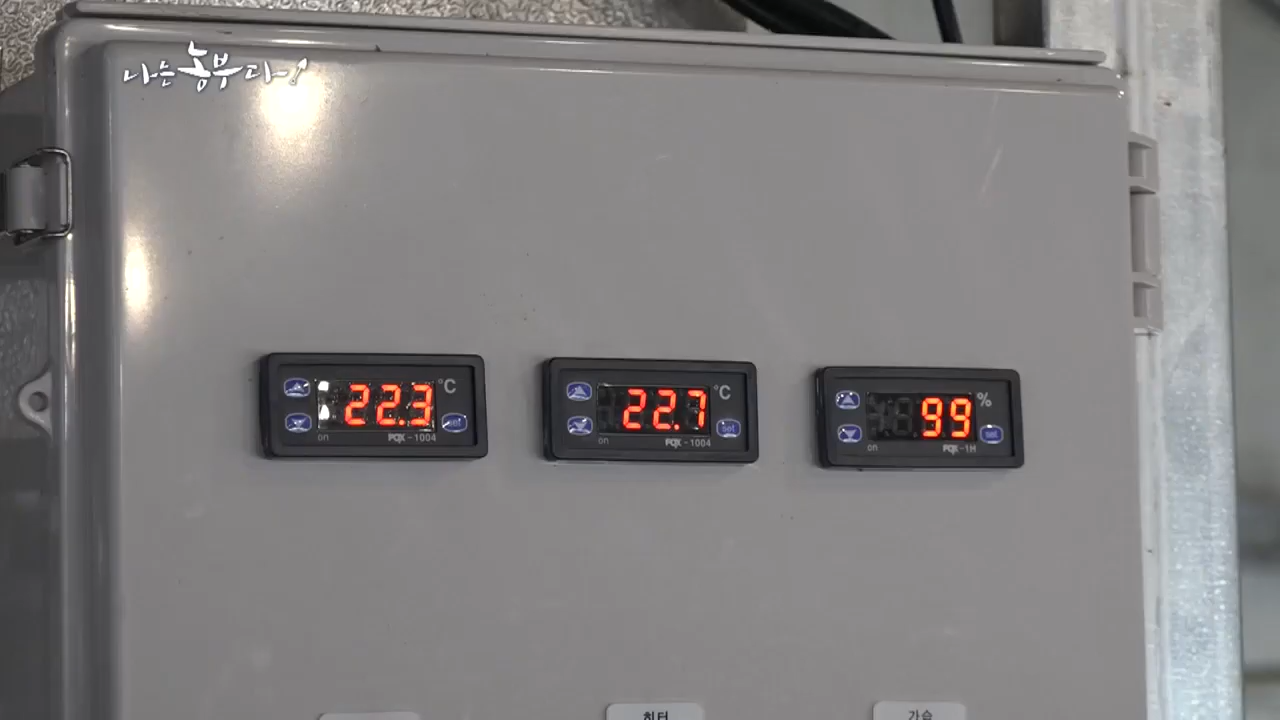 나는 농부다!
22.3 °C
set
on FOX-1004
22.7 °C
set
on FOX-1004
99 %
set
on FOX-1H
히터
가습